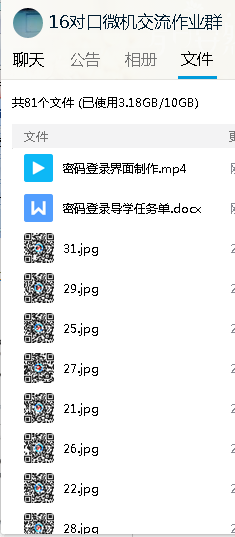 16对口微机交流作业群
聊天 公告 相册 文件
共81个文件 (已使用3.18GB/10GB)
文件
密码登录界面制作.mp4
密码登录导学任务单.docx
31.jpg
29.jpg
25.jpg
27.jpg
21.jpg
26.jpg
22.jpg
28.jpg